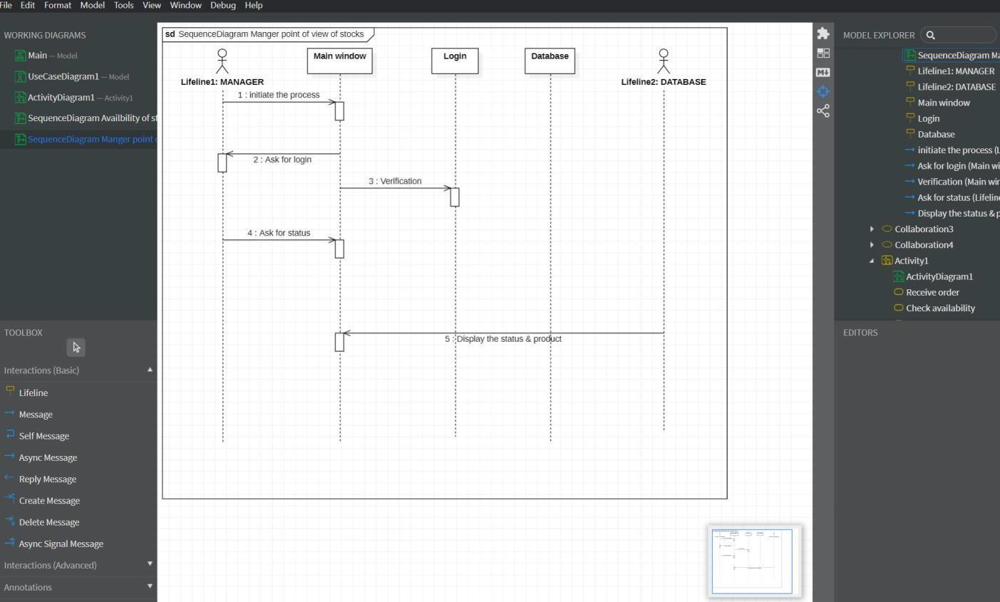 File Edit Format Model Tools View Window Debug Help
WORKING DIAGRAMS
Main — Model
UseCaseDiagram1 — Model
ActivityDiagram1 — Activity1
SequenceDiagram Availbility of st
SequenceDiagram Manger point
TOOLBOX
Interactions (Basic)
Lifeline
Message
Self Message
Async Message
Reply Message
Create Message
Delete Message
Async Signal Message
Interactions (Advanced)
Annotations
sd SequenceDiagram Manger point of view of stocks
Lifeline1: MANAGER
Main window
Login
Database
Lifeline2: DATABASE
1 : initiate the process
2 : Ask for login
3 : Verification
4 : Ask for status
5 : Display the status & product
MODEL EXPLORER
SequenceDiagram Ma
Lifeline1: MANAGER
Lifeline2: DATABASE
Main window
Login
Database
initiate the process (L
Ask for login (Main wi
Verification (Main win
Ask for status (Lifeline
Display the status & p
Collaboration3
Collaboration4
Activity1
ActivityDiagram1
Receive order
Check availability
EDITORS